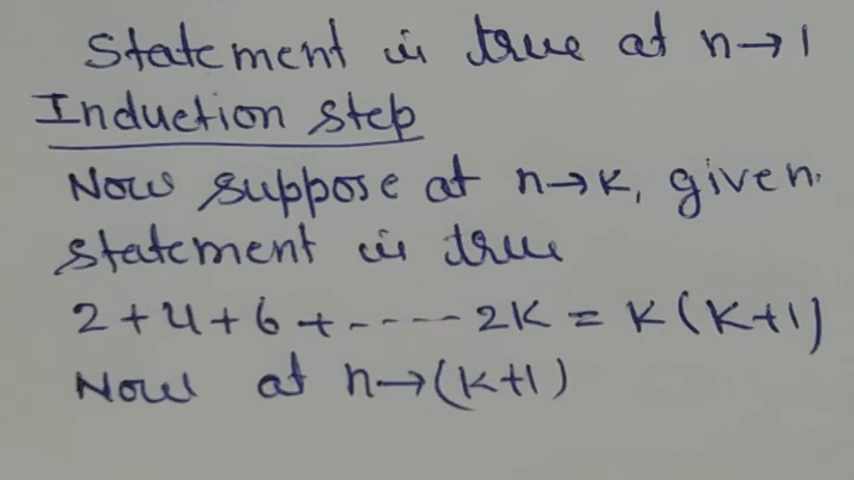 Statement is true at n→1
Induction step
Now suppose at n→K, given
statement is true
2+4+6+----2K = K(K+1)
Now at n→(K+1)